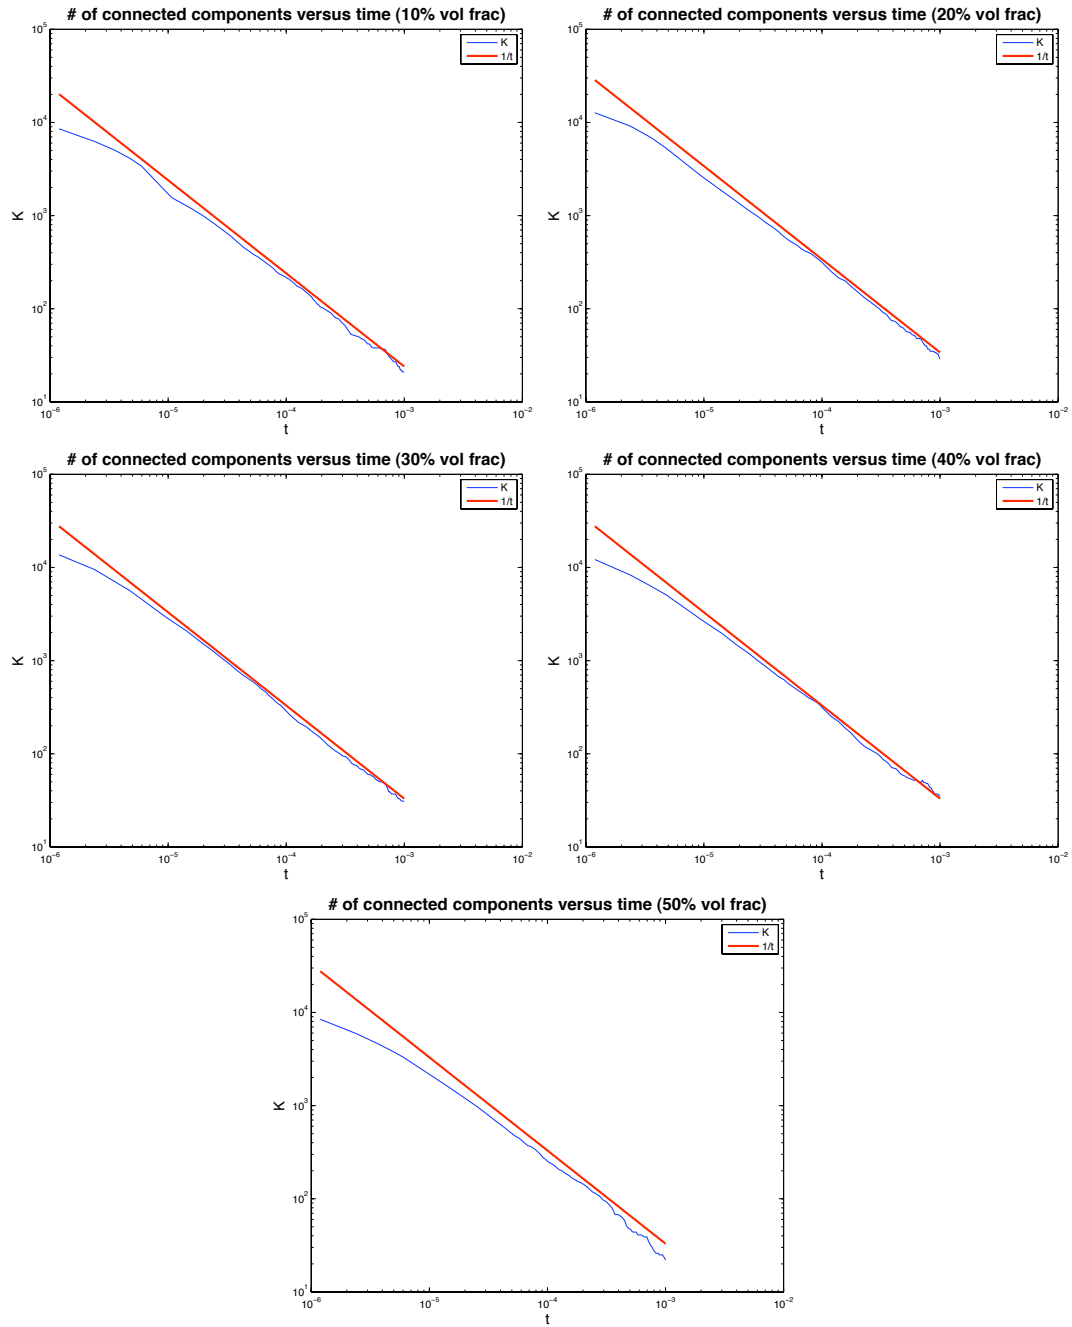 # of connected components versus time (10% vol frac)
10^5
10^4
10^3
10^2
10^1
K
10^-6 10^-5 10^-4 10^-3 10^-2
t
K
1/t
# of connected components versus time (20% vol frac)
10^5
10^4
10^3
10^2
10^1
K
10^-6 10^-5 10^-4 10^-3 10^-2
t
K
1/t
# of connected components versus time (30% vol frac)
10^5
10^4
10^3
10^2
10^1
K
10^-6 10^-5 10^-4 10^-3 10^-2
t
K
1/t
# of connected components versus time (40% vol frac)
10^5
10^4
10^3
10^2
10^1
K
10^-6 10^-5 10^-4 10^-3 10^-2
t
K
1/t
# of connected components versus time (50% vol frac)
10^5
10^4
10^3
10^2
10^1
K
10^-6 10^-5 10^-4 10^-3 10^-2
t
K
1/t